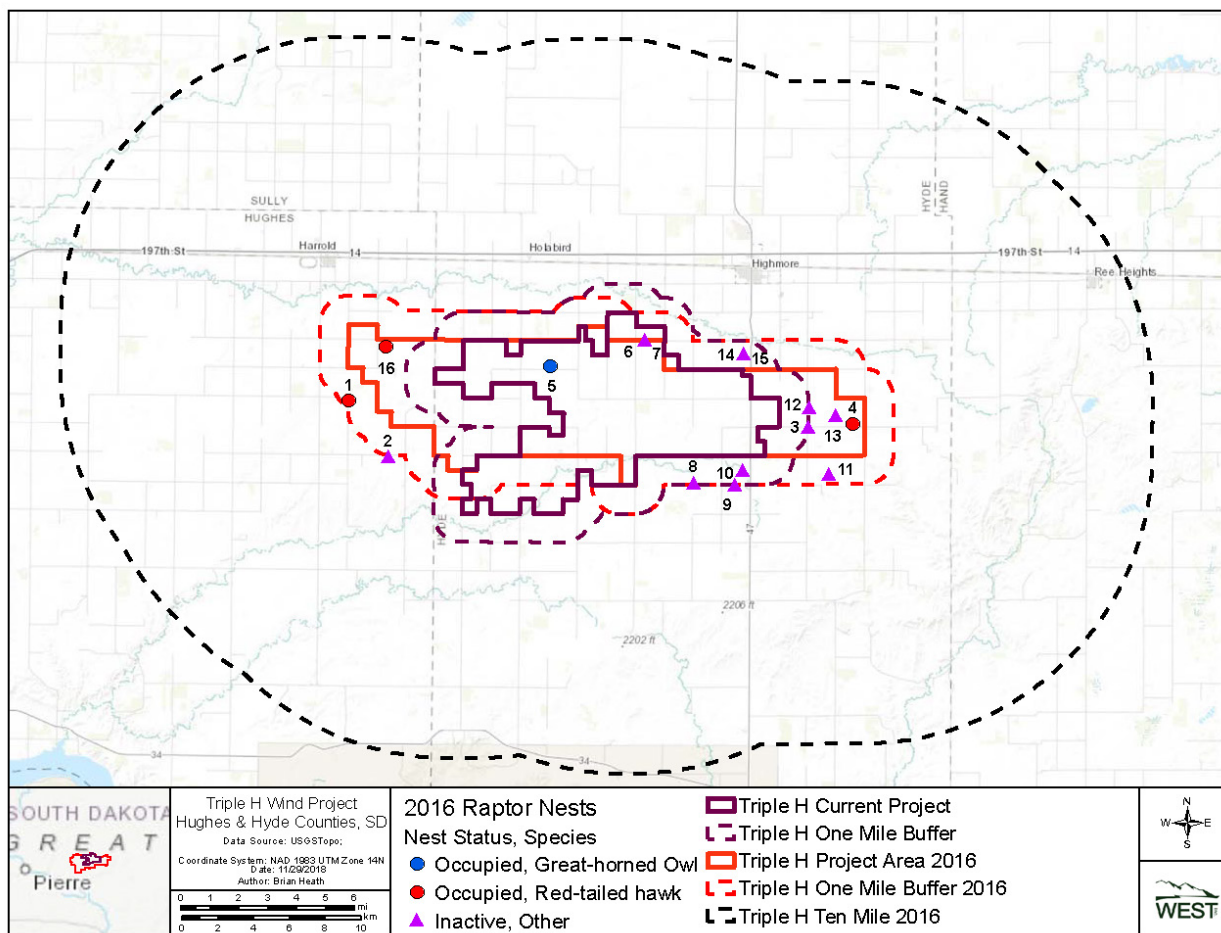 SULLY
HUGHES
HYDE
HAND
197th St
Harrold
14
Holabird
Highmore
197th St
14
Ree Heights
16
1
2
5
6
7
14
15
12
3
13
4
8
10
9
11
47
HYDE
2206 ft
2202 ft
34
34
SOUTH DAKOTA
GREAT
Pierre
Triple H Wind Project
Hughes & Hyde Counties, SD
Data Source: USGSTopo;
Coordinate System: NAD 1983 UTM Zone 14N
Date: 11/29/2018
Author: Brian Heath
0 1 2 3 4 5 6
mi
km
0 2 4 6 8 10
2016 Raptor Nests
Nest Status, Species
Occupied, Great-horned Owl
Occupied, Red-tailed hawk
Inactive, Other
Triple H Current Project
Triple H One Mile Buffer
Triple H Project Area 2016
Triple H One Mile Buffer 2016
Triple H Ten Mile 2016
N
W E
S
WEST